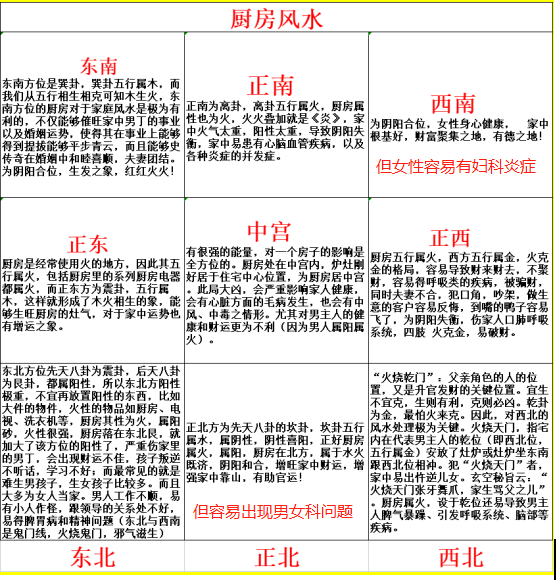 厨房风水
东南
东南方位是巽卦，巽卦五行属木，而
我们从五行相生相克可知木生火，东
南方位的厨房对于家庭风水是极为有
利的，不仅能够催旺家中男丁的事业
以及婚姻运势，使得其在事业上能够
得到提拔能够平步青云，而且能够史
传奇在婚姻中和睦喜顺，夫妻团结。
为阴阳合位，生发之象，红红火火！
正南
正南为离卦，离卦五行属火，厨房属
性也为火，火火叠加就是《炎》，家
中火气太重，阳性太重，导致阴阳失
衡，家中易患有心脑血管疾病，以及
各种炎症的并发症。
西南
为阴阳合位，女性身心健康， 家中
根基好，财富聚集之地，有德之地！
但女性容易有妇科炎症
正东
厨房是经常使用火的地方，因此其五
行属火，包括厨房里的系列厨房电器
都属火，而正东方为震卦，五行属
木，这样就形成了木火相生的象，能
够生旺厨房的灶气，对于家中运势也
有增运之象。
中宫
有很强的能量，对一个房子的影响是
全方位的。厨房处在中宫内，炉灶刚
好居于住宅中心位置，为厨房居中宫
。此局大凶，会严重影响家人健康，
会有心脏方面的毛病发生，也会有中
风、中毒之情形。尤其对男主人的健
康和财运更为不利（因为男人属阳属
火）。
正西
厨房五行属火，西方五行属金，火克
金的格局，容易导致财来财去，不聚
财，容易得呼吸类的疾病，被骗财，
同时夫妻不合，犯口角，吵架，做生
意的客户容易反悔，到嘴的鸭子容易
飞了，为阴阳失衡，伤家人口肺呼吸
系统，四肢 火克金，易破财。
东北方位先天八卦为震卦，后天八卦
为艮卦，都属阳性，所以东北方阳性
极重，不宜再放置阳性的东西，比如
大件的物件，火性的物品如厨房、电
视、洗衣机等，厨房其性为火，属阳
砂，火性很强，厨房落在东北艮，就
加大了该方位的阳性了，严重伤家里
的男丁，会出现财运不佳，孩子叛逆
不听话，学习不好；而最常见的就是
难生男孩子，生女孩子比较多。而且
大多为女人当家。男人工作不顺，易
有小人作怪，跟领导的关系处不好，
易得脾胃病和精神问题（东北与西南
是鬼门线，火烧鬼门，邪气滋生）
东北
正北方为先天八卦的坎卦，坎卦五行
属水，属阴性，阴性喜阳，正好厨房
属火，属阳，厨房在北方，属于水火
既济，阴阳和合，增旺家中财运，增
强家中靠山，有助官运！
但容易出现男女科问题
正北
“火烧乾门”：父亲角色的人的位
置，又是升官发财的关键位置。宜生
不宜克，生则有利，克则必凶。乾卦
为金，最怕火来克。因此，对西北的
风水处理极为关键。火烧天门，指宅
内在代表男主人的乾位（即西北位，
五行属金）安放了灶炉或灶炉坐东南
跟西北位相冲。犯“火烧天门”者，
家中易出忤逆儿女。玄空秘旨云：“
火烧天门张牙舞爪，家生骂父之儿”
。厨房属火，设于乾位还易导致男主
人脾气暴躁、引发呼吸系统、脑部等
疾病。
西北